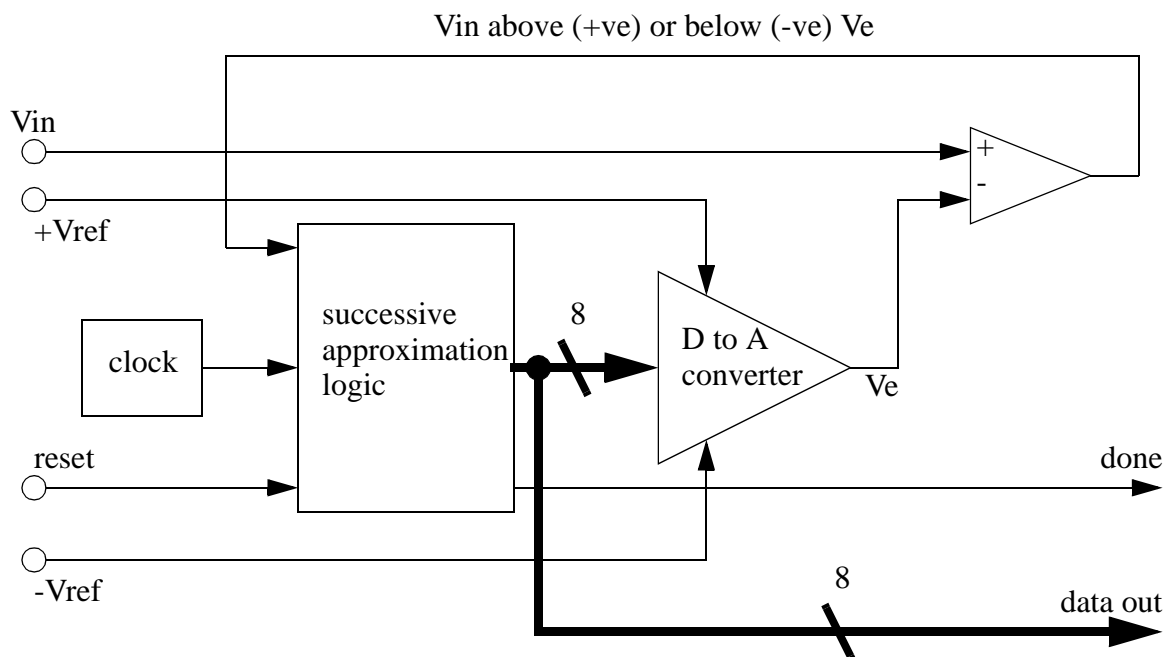 Vin above (+ve) or below (-ve) Ve
Vin
+
-
+Vref
successive
approximation
logic
8
D to A
converter
clock
Ve
reset
done
-Vref
8
data out